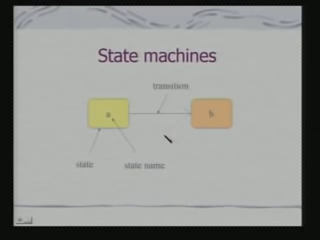 State machines
transition
a
b
state
state name